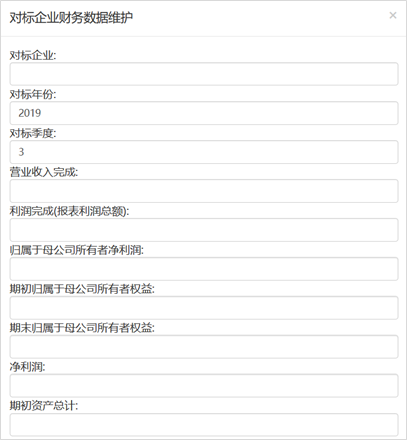 对标企业财务数据维护
×
对标企业:
对标年份:
2019
对标季度:
3
营业收入完成:
利润完成(报表利润总额):
归属于母公司所有者净利润:
期初归属于母公司所有者权益:
期末归属于母公司所有者权益:
净利润:
期初资产总计: